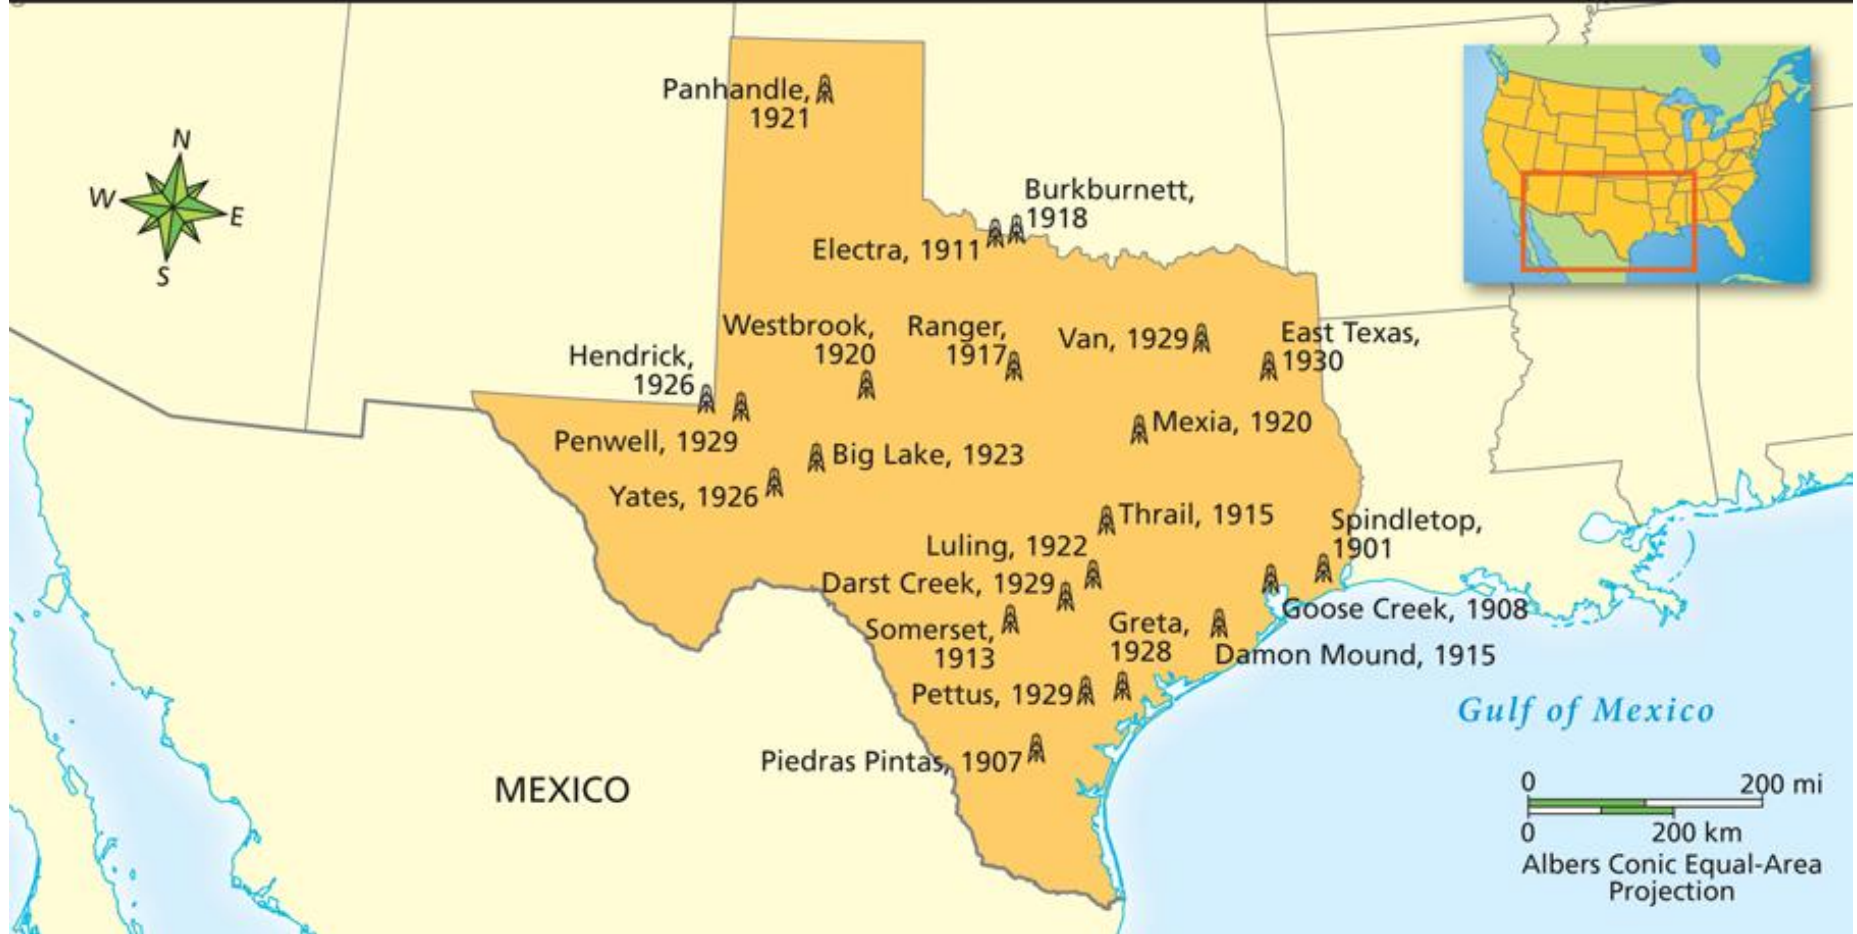 Panhandle,
1921
N
W
E
S
Burkburnett,
1918
Electra, 1911
Westbrook,
1920
Ranger,
1917
Van, 1929
East Texas,
1930
Hendrick,
1926
Penwell, 1929
Mexia, 1920
Big Lake, 1923
Yates, 1926
Thrail, 1915
Spindletop,
1901
Luling, 1922
Darst Creek, 1929
Goose Creek, 1908
Somerset,
1913
Greta,
1928
Damon Mound, 1915
Pettus, 1929
Gulf of Mexico
Piedras Pintas, 1907
MEXICO
0 200 mi
0 200 km
Albers Conic Equal-Area
Projection